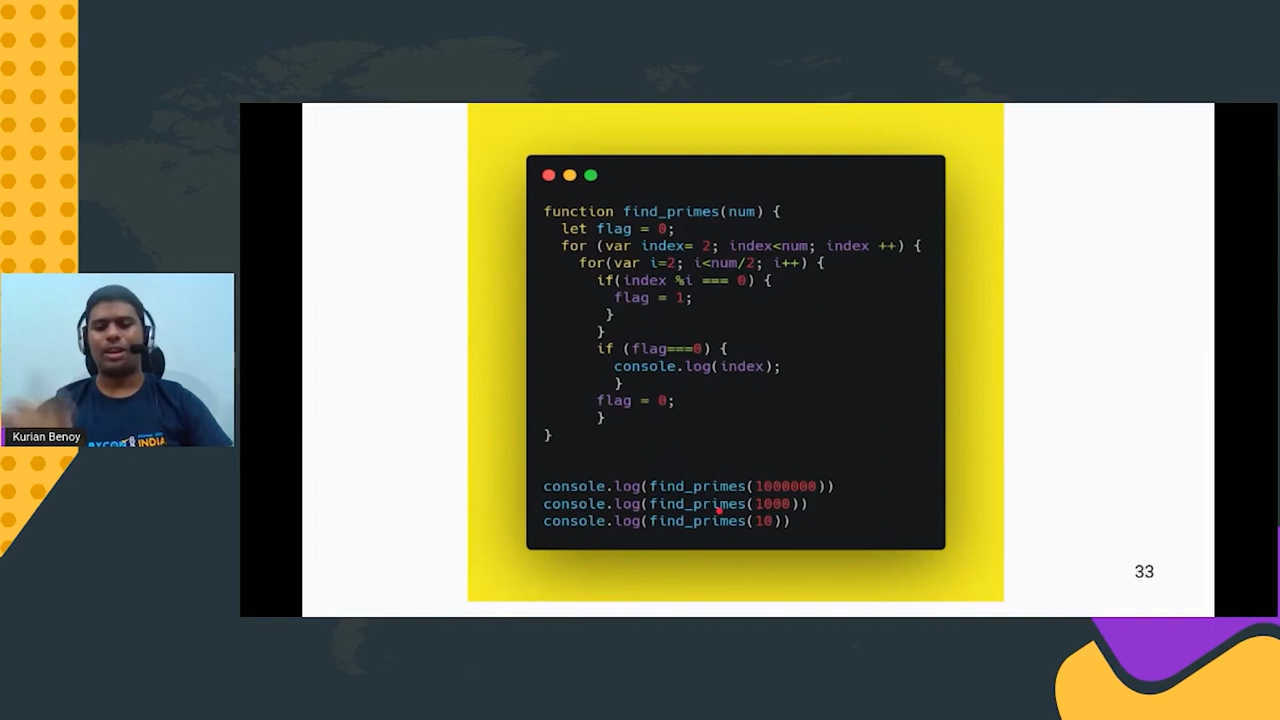 function find_primes(num) {
let flag = 0;
for (var index= 2; index<num; index ++) {
for(var i=2; i<num/2; i++) {
if(index %i === 0) {
flag = 1;
}
}
if (flag===0) {
console.log(index);
}
flag = 0;
}
}
console.log(find_primes(1000000))
console.log(find_primes(1000))
console.log(find_primes(10))
33
INDIA
Kurian Benoy